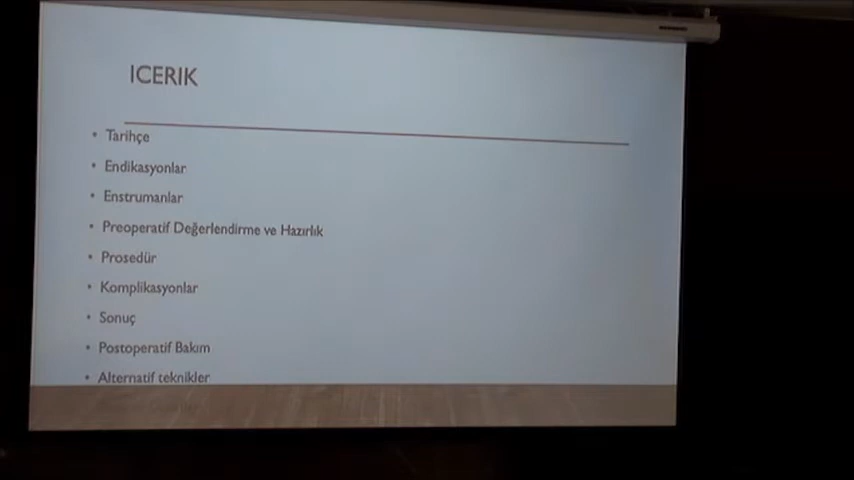 ICERIK
• Tarihçe
• Endikasyonlar
• Enstrumanlar
• Preoperatif Değerlendirme ve Hazırlık
• Prosedür
• Komplikasyonlar
• Sonuç
• Postoperatif Bakım
• Alternatif teknikler